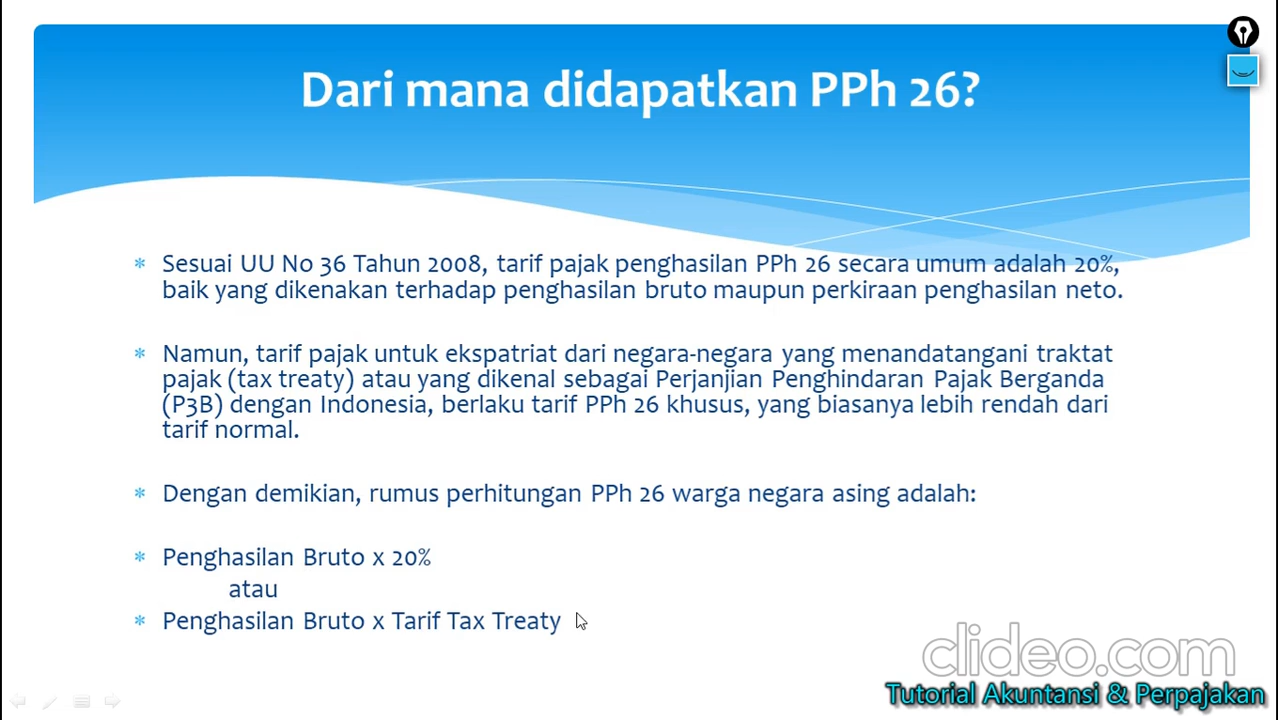 Dari mana didapatkan PPh 26?
* Sesuai UU No 36 Tahun 2008, tarif pajak penghasilan PPh 26 secara umum adalah 20%,
baik yang dikenakan terhadap penghasilan bruto maupun perkiraan penghasilan neto.
* Namun, tarif pajak untuk ekspatriat dari negara-negara yang menandatangani traktat
pajak (tax treaty) atau yang dikenal sebagai Perjanjian Penghindaran Pajak Berganda
(P3B) dengan Indonesia, berlaku tarif PPh 26 khusus, yang biasanya lebih rendah dari
tarif normal.
* Dengan demikian, rumus perhitungan PPh 26 warga negara asing adalah:
* Penghasilan Bruto x 20%
atau
* Penghasilan Bruto x Tarif Tax Treaty
clideo.com
Tutorial Akuntansi & Perpajakan